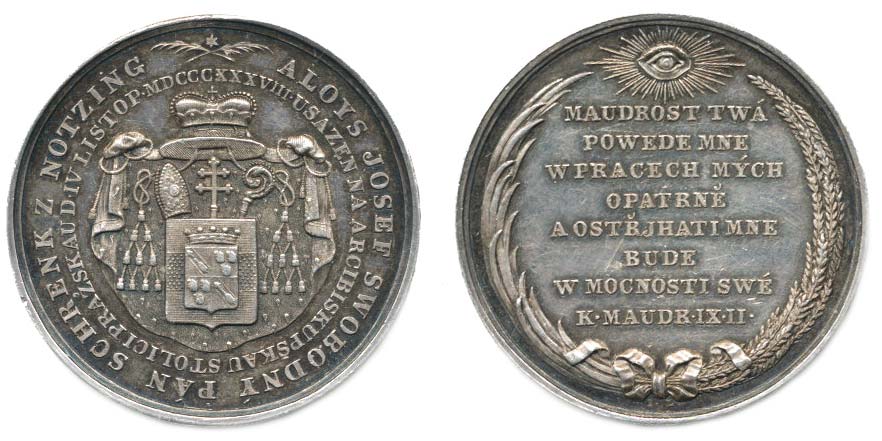 ALOYS JOSEF SWOBODNÝ PÁN SCHRENK Z NOTZING
USAZEN NA ARCIBISKUPSKAU STOLICI PRAŽSKAU D·IV LISTOP·MDCCCXXXVIII·
MAUDROST TWÁ
POWEDE MNE
W PRACECH MÝCH
OPATRNĚ
A OSTŘJHATI MNE
BUDE
W MOCNOSTI SWÉ
K·MAUDR·IX·II·